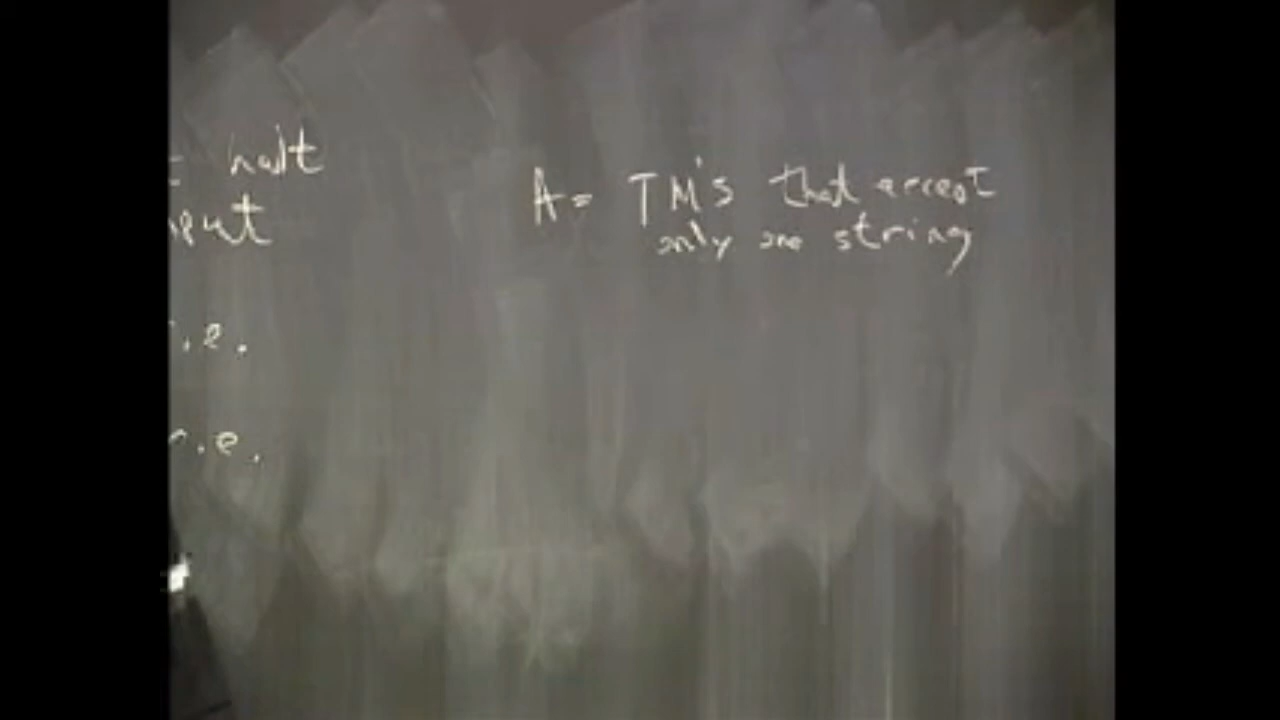 halt
i.e.
A = TM's that accept
only one string